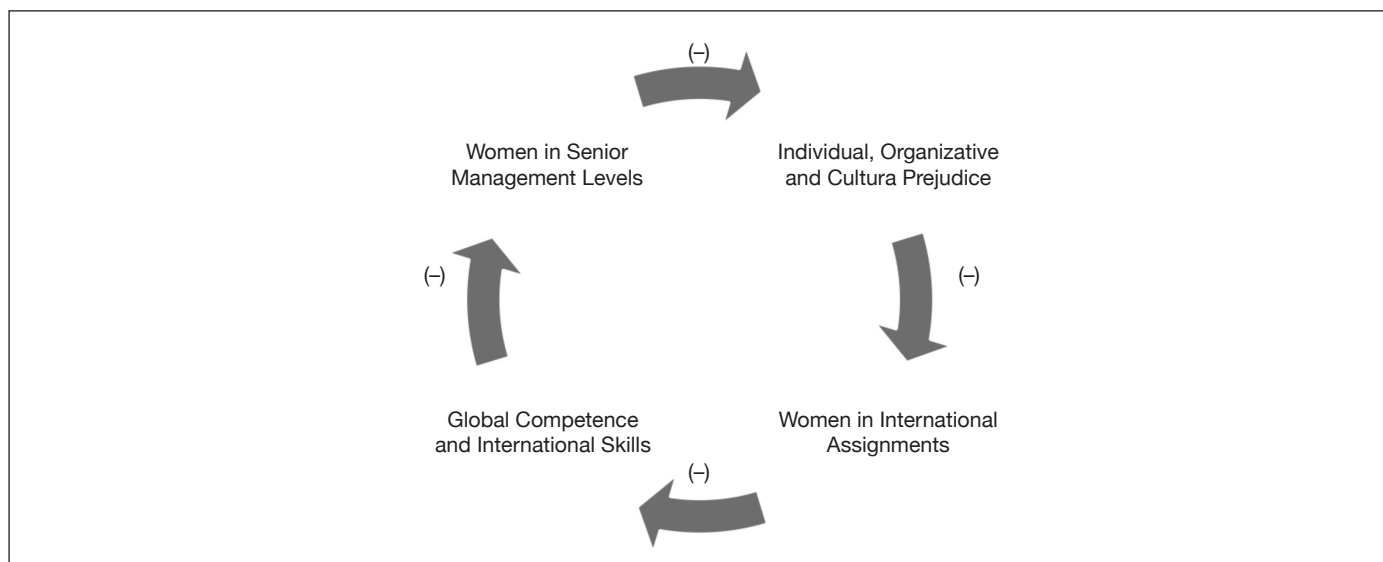 (–)
Women in Senior
Management Levels
Individual, Organizative
and Cultura Prejudice
(–)
(–)
Global Competence
and International Skills
Women in International
Assignments
(–)